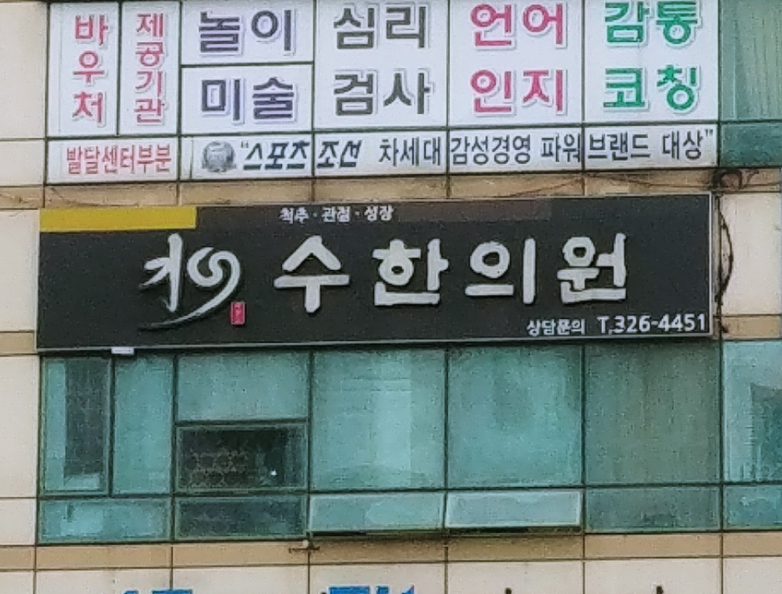 바우처
제공기관
놀이
심리
언어
감통
미술
검사
인지
코칭
발달센터부분
“스포츠조선 차세대 감성경영 파워브랜드 대상”
척추·관절·성장
수한의원
상담문의 T.326-4451